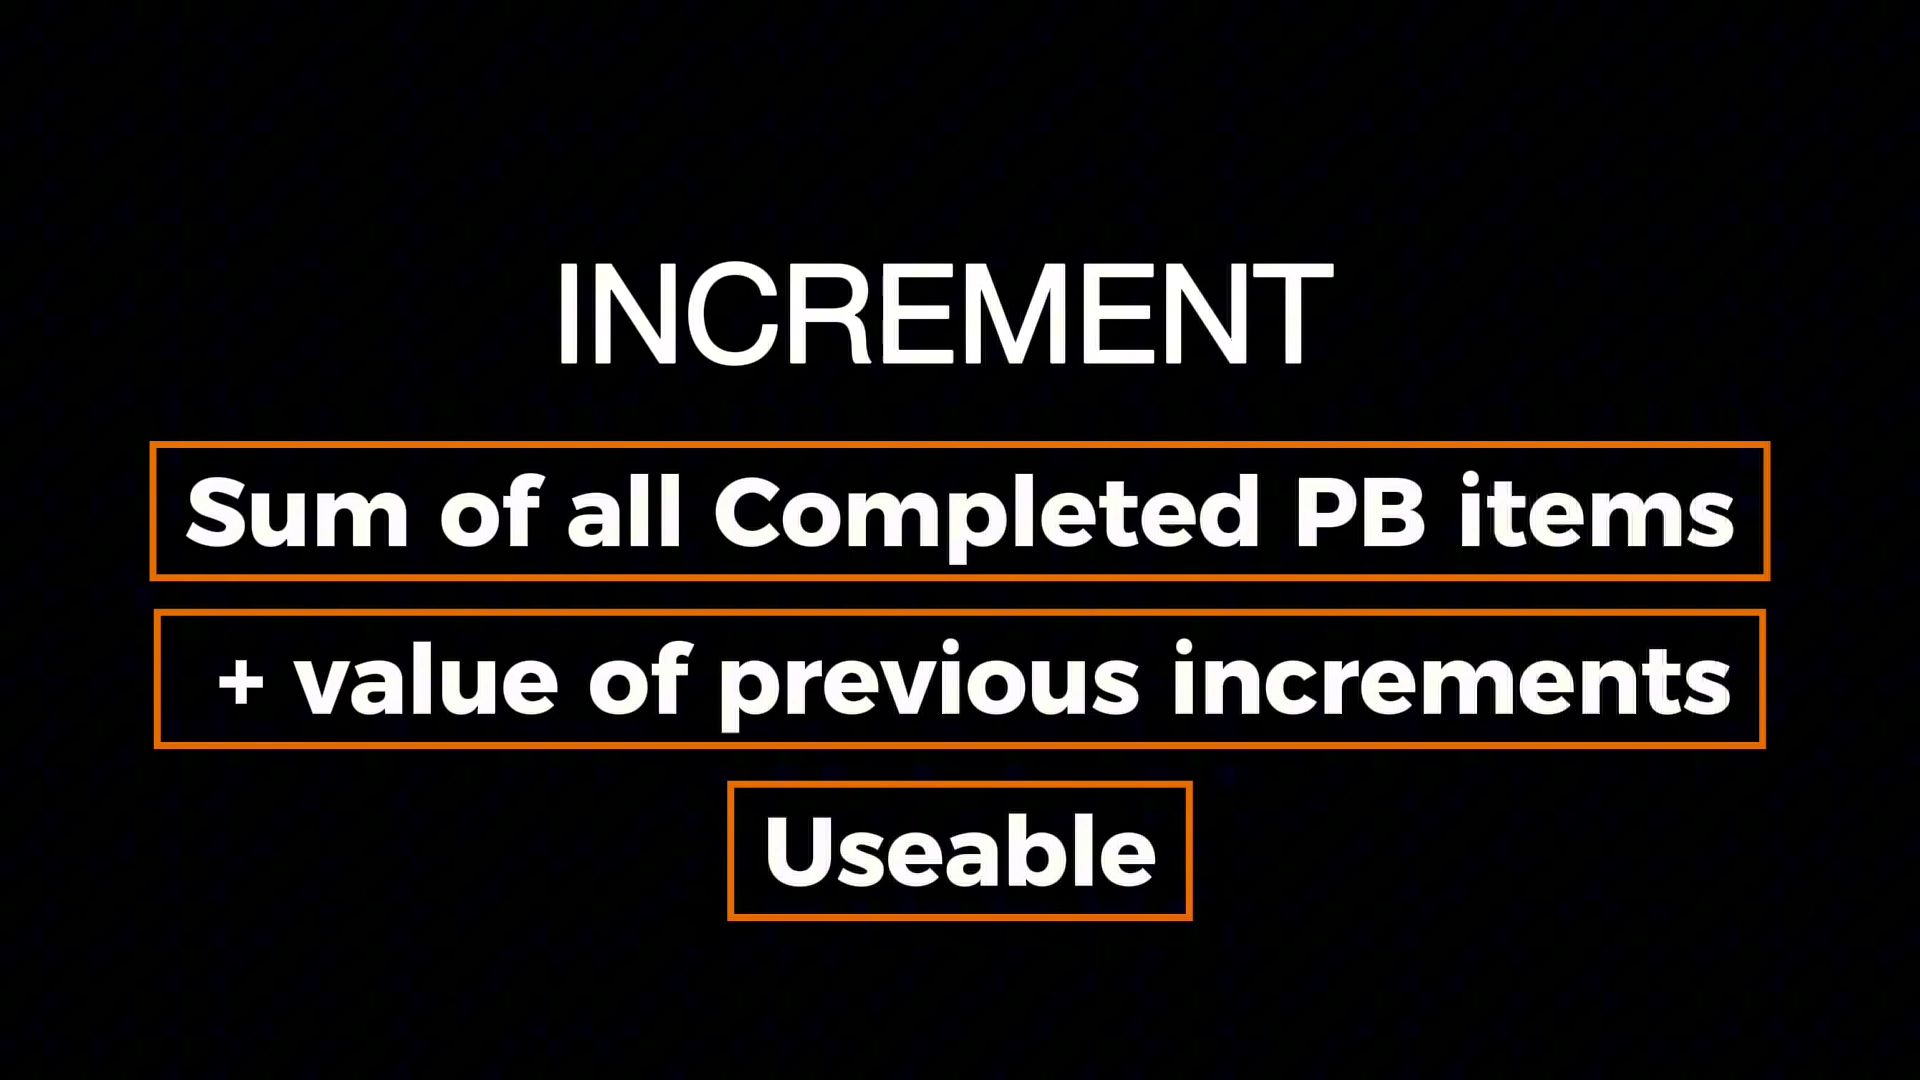 INCREMENT
Sum of all Completed PB items
+ value of previous increments
Useable